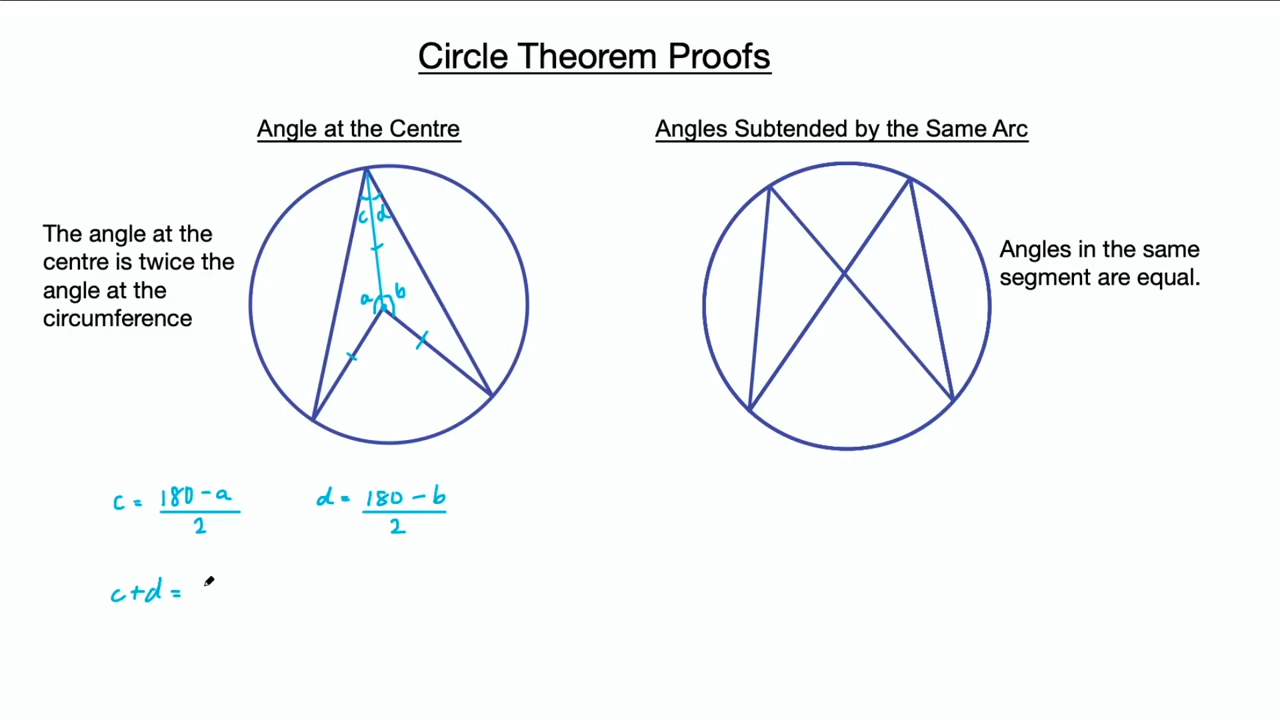 Circle Theorem Proofs
Angle at the Centre
The angle at the
centre is twice the
angle at the
circumference
c d
a b
c = 180 - a
2
d = 180 - b
2
c+d =
Angles Subtended by the Same Arc
Angles in the same
segment are equal.